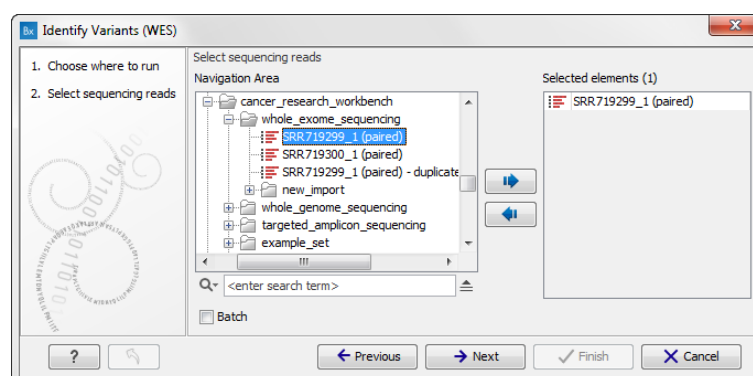 Bx Identify Variants (WES)
x
1. Choose where to run
2. Select sequencing reads
Select sequencing reads
Navigation Area
cancer_research_workbench
whole_exome_sequencing
SRR719299_1 (paired)
SRR719300_1 (paired)
SRR719299_1 (paired) - duplicate
new_import
whole_genome_sequencing
targeted_amplicon_sequencing
example_set
<enter search term>
Batch
Selected elements (1)
SRR719299_1 (paired)
?
Previous
Next
Finish
Cancel